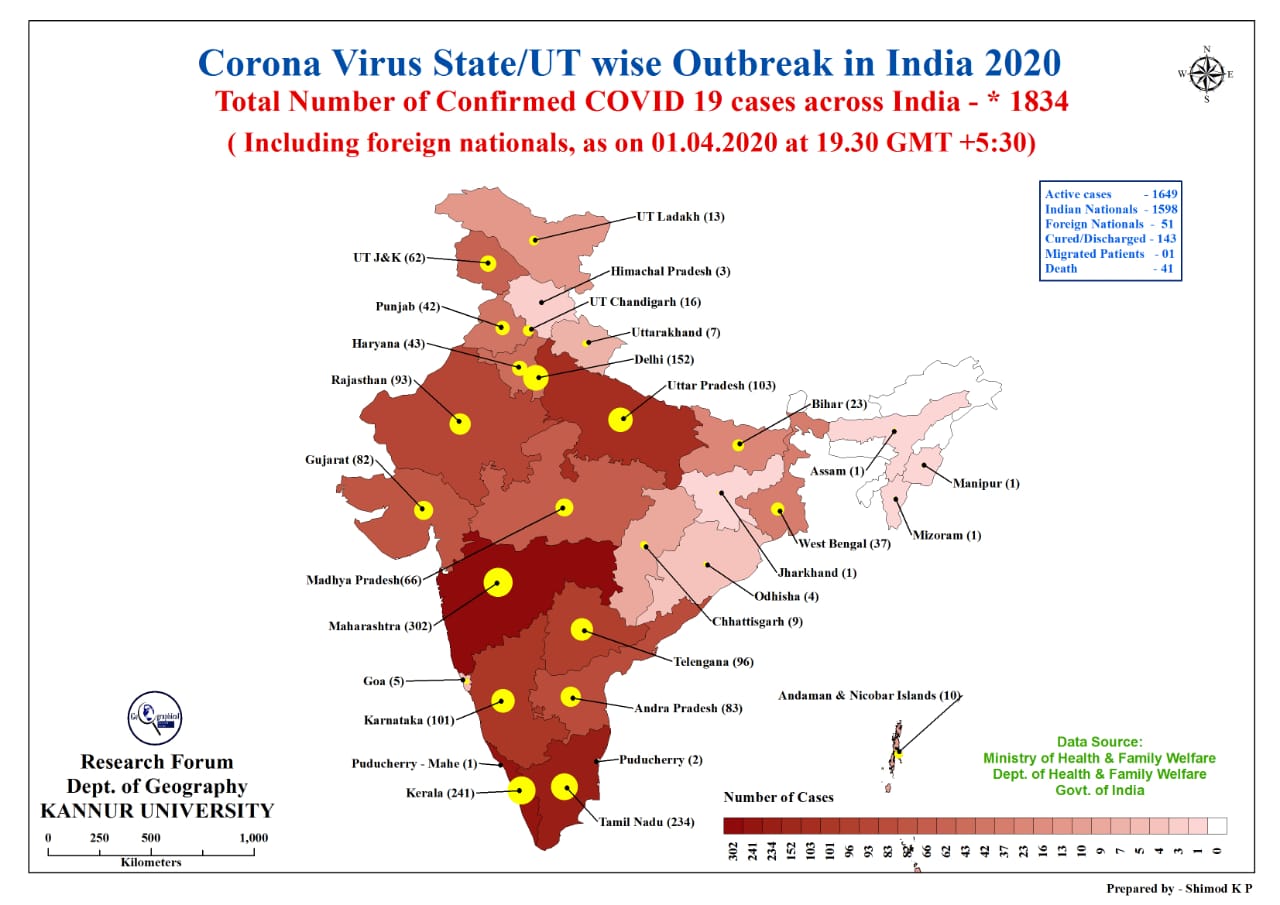 Corona Virus State/UT wise Outbreak in India 2020
Total Number of Confirmed COVID 19 cases across India - * 1834
( Including foreign nationals, as on 01.04.2020 at 19.30 GMT +5:30)
N
W E
S
Active cases - 1649
Indian Nationals - 1598
Foreign Nationals - 51
Cured/Discharged - 143
Migrated Patients - 01
Death - 41
UT Ladakh (13)
UT J&K (62)
Himachal Pradesh (3)
UT Chandigarh (16)
Punjab (42)
Uttarakhand (7)
Haryana (43)
Delhi (152)
Rajasthan (93)
Uttar Pradesh (103)
Bihar (23)
Gujarat (82)
Assam (1)
Manipur (1)
Mizoram (1)
West Bengal (37)
Jharkhand (1)
Madhya Pradesh(66)
Odhisha (4)
Chhattisgarh (9)
Maharashtra (302)
Telengana (96)
Goa (5)
Andaman & Nicobar Islands (10)
Andra Pradesh (83)
Karnataka (101)
Puducherry - Mahe (1)
Puducherry (2)
Kerala (241)
Tamil Nadu (234)
Data Source:
Ministry of Health & Family Welfare
Dept. of Health & Family Welfare
Govt. of India
Research Forum
Dept. of Geography
KANNUR UNIVERSITY
0 250 500 1,000
Kilometers
Number of Cases
302 241 234 152 103 101 96 93 83 82 66 62 43 42 37 23 16 13 10 9 7 5 4 3 1 0
Prepared by - Shimod K P